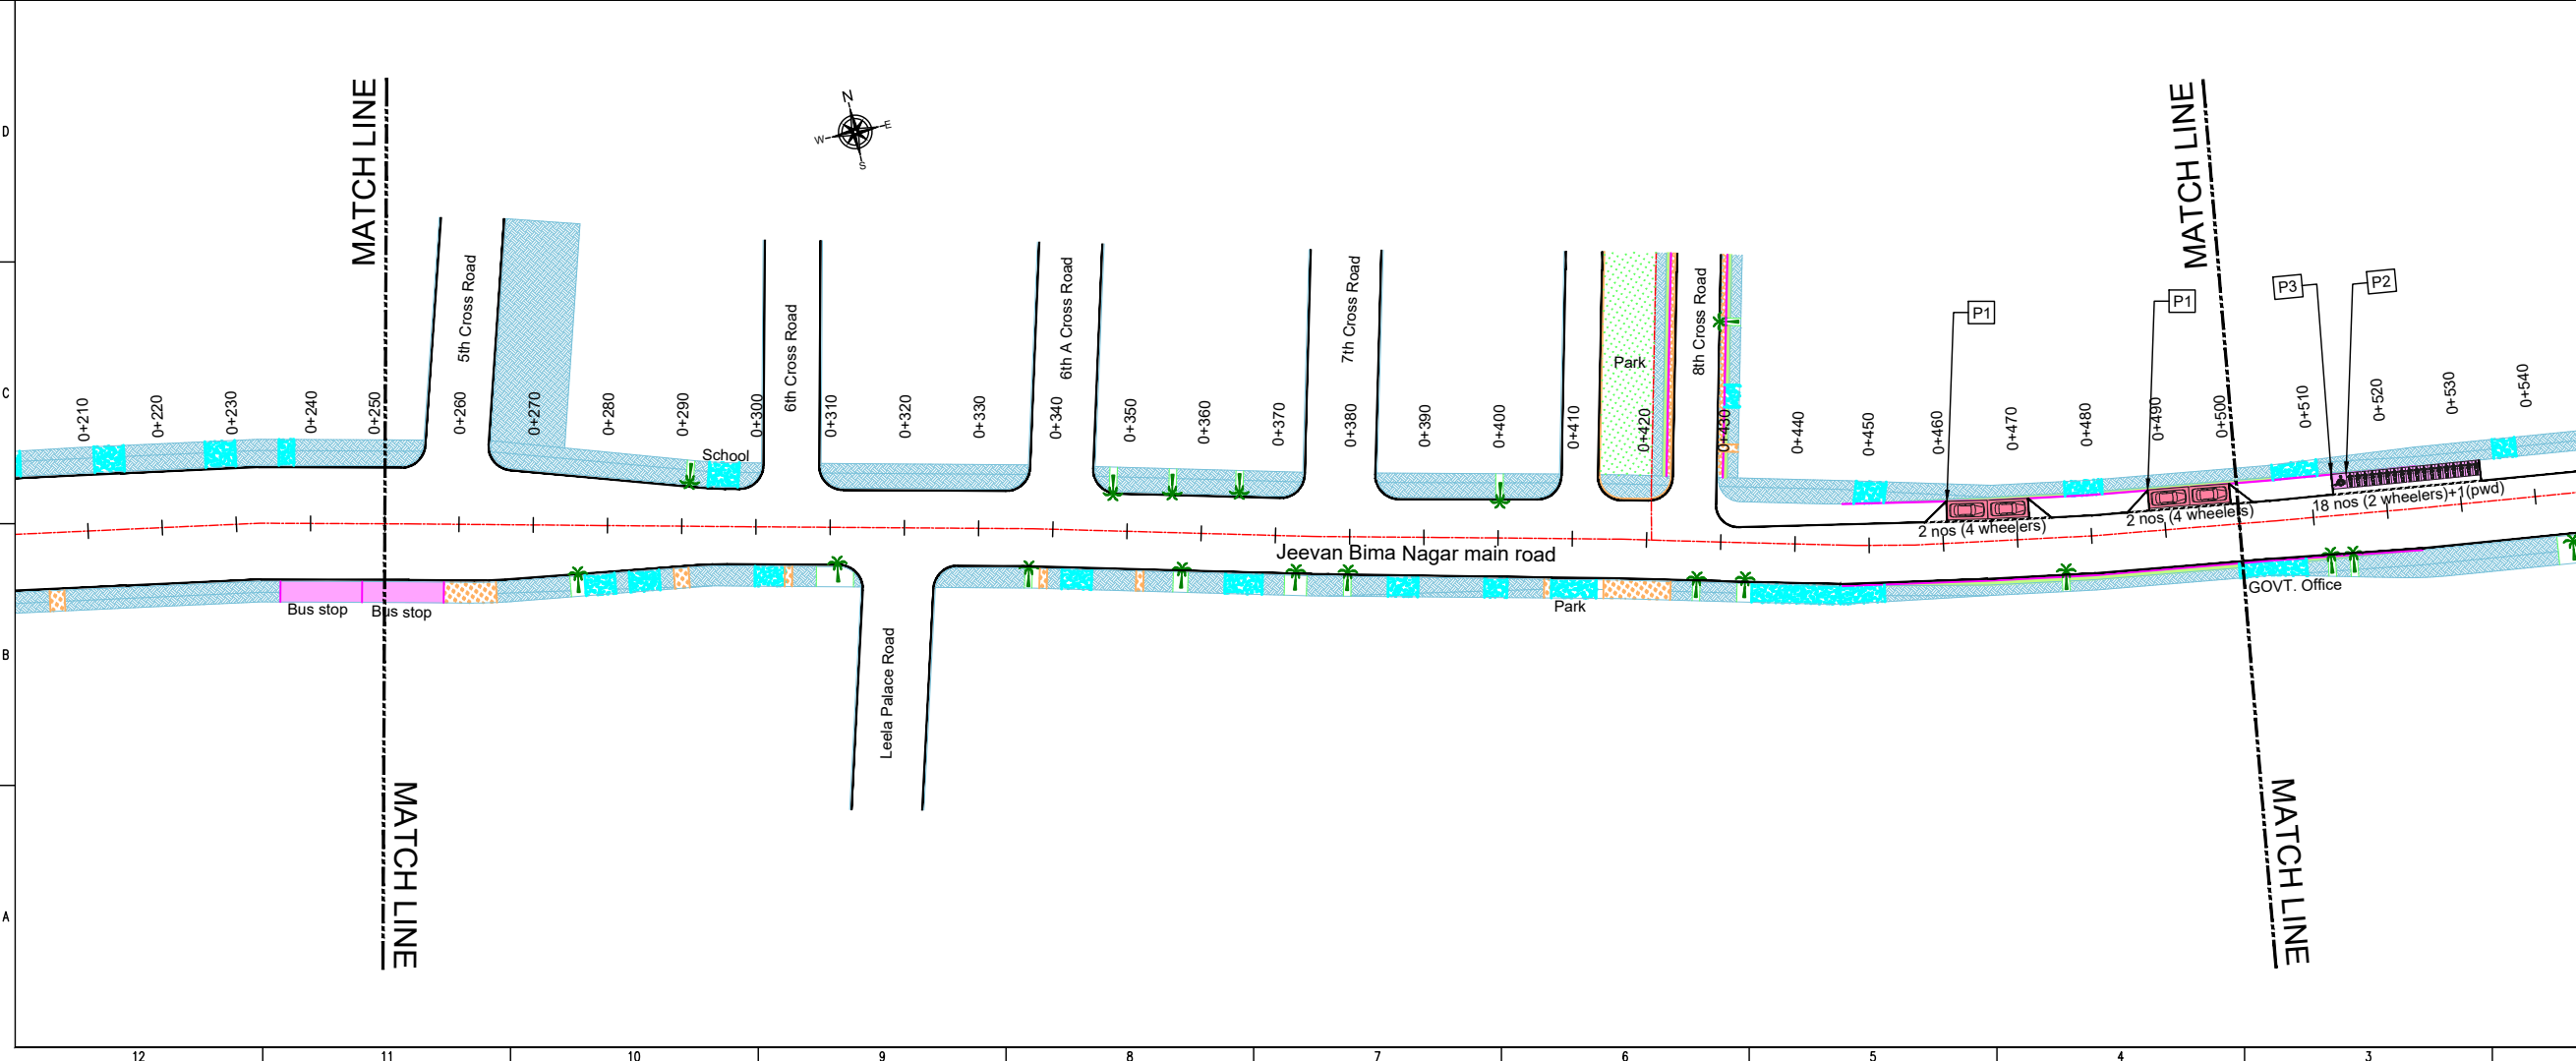 MATCH LINE
MATCH LINE
N
W
E
S
D
C
B
A
5th Cross Road
6th Cross Road
6th A Cross Road
7th Cross Road
Park
8th Cross Road
P1
P1
P3
P2
0+210
0+220
0+230
0+240
0+250
0+260
0+270
0+280
0+290
0+300
0+310
0+320
0+330
0+340
0+350
0+360
0+370
0+380
0+390
0+400
0+410
0+420
0+430
0+440
0+450
0+460
0+470
0+480
0+490
0+500
0+510
0+520
0+530
0+540
School
2 nos (4 wheelers)
2 nos (4 wheelers)
18 nos (2 wheelers)+1(pwd)
Jeevan Bima Nagar main road
Bus stop
Bus stop
Park
GOVT. Office
Leela Palace Road
MATCH LINE
MATCH LINE
12
11
10
9
8
7
6
5
4
3